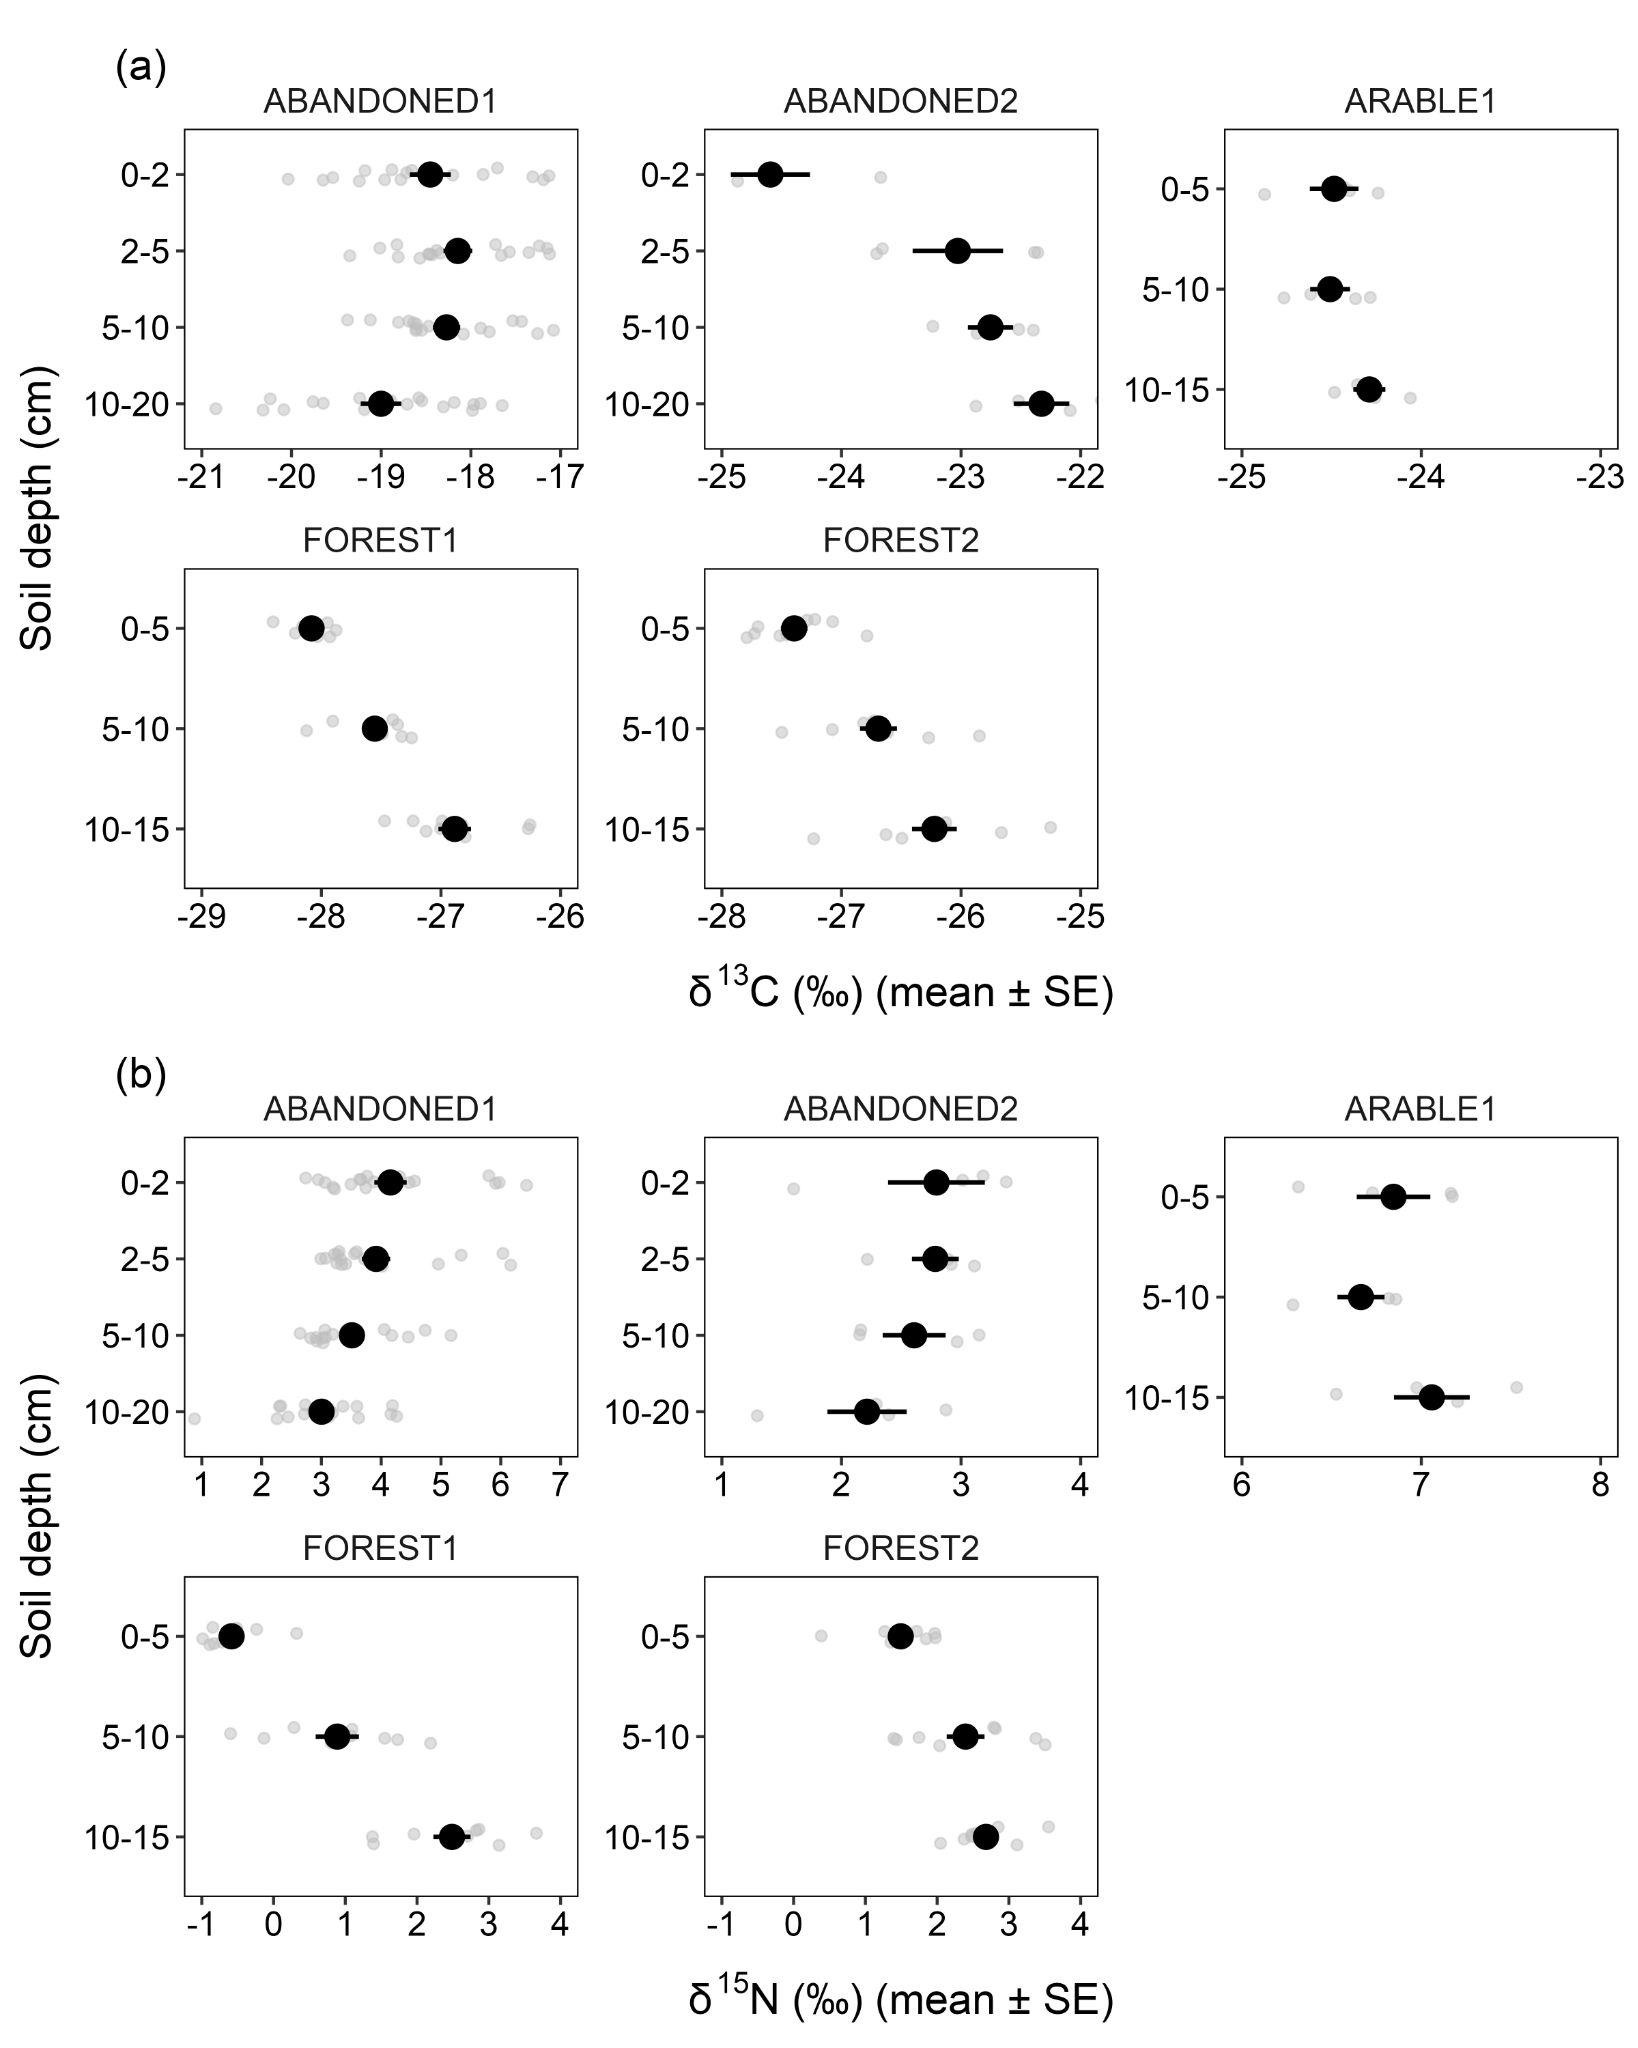 (a)
ABANDONED1 ABANDONED2 ARABLE1
0-2 0-2 0-5
2-5 2-5 5-10
5-10 5-10 10-15
10-20 10-20
-21 -20 -19 -18 -17 -25 -24 -23 -22 -25 -24 -23
FOREST1 FOREST2
0-5 0-5
5-10 5-10
10-15 10-15
-29 -28 -27 -26 -28 -27 -26 -25
Soil depth (cm)
δ ¹³C (‰) (mean ± SE)
(b)
ABANDONED1 ABANDONED2 ARABLE1
0-2 0-2 0-5
2-5 2-5 5-10
5-10 5-10 10-15
10-20 10-20
1 2 3 4 5 6 7 1 2 3 4 6 7 8
FOREST1 FOREST2
0-5 0-5
5-10 5-10
10-15 10-15
-1 0 1 2 3 4 -1 0 1 2 3 4
Soil depth (cm)
δ ¹⁵N (‰) (mean ± SE)